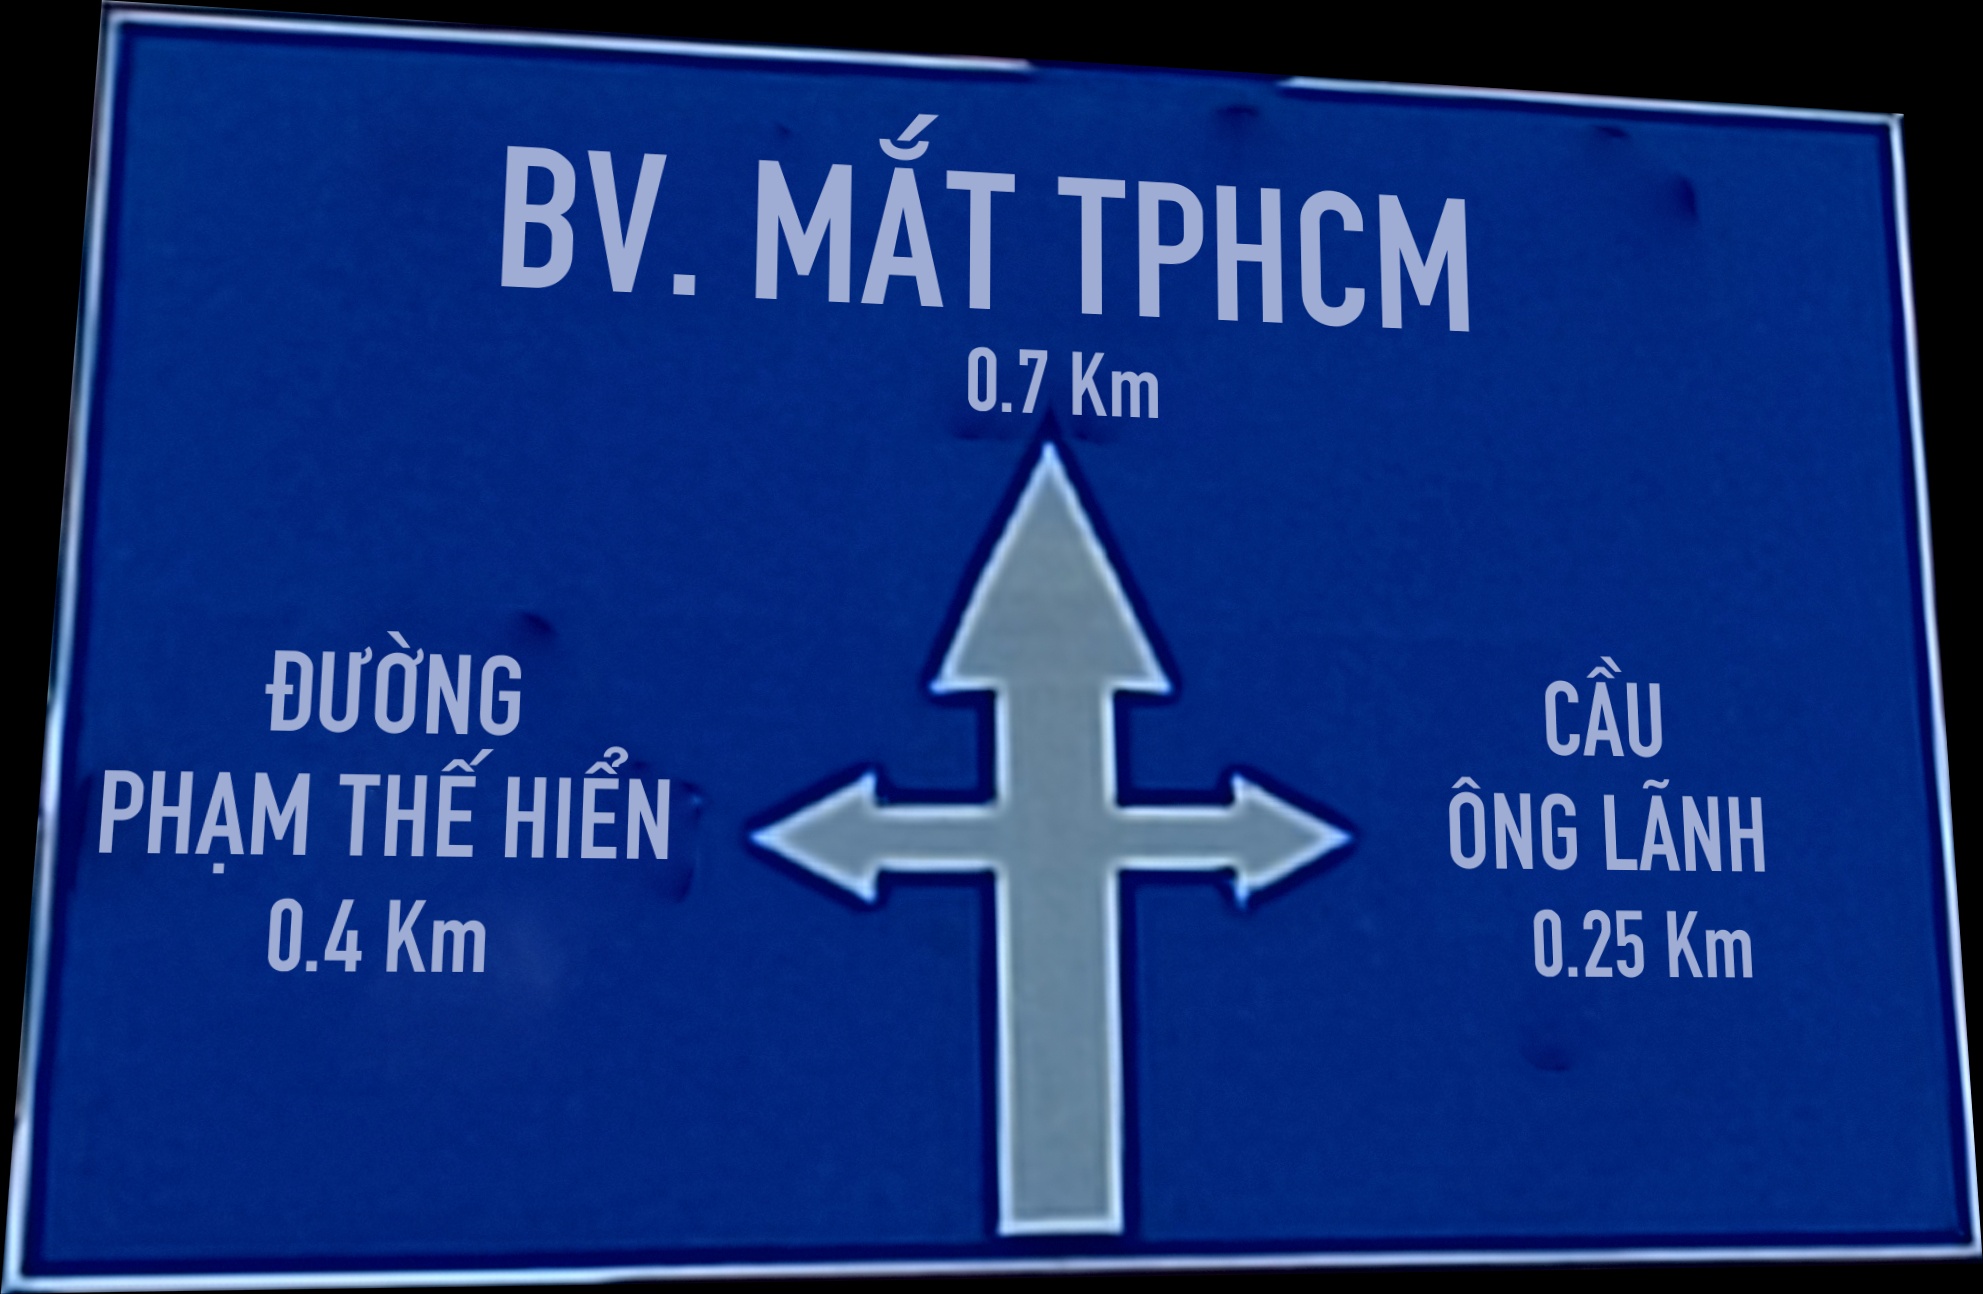 BV. MẮT TPHCM
0.7 Km
ĐƯỜNG
PHẠM THẾ HIỂN
0.4 Km
CẦU
ÔNG LÃNH
0.25 Km